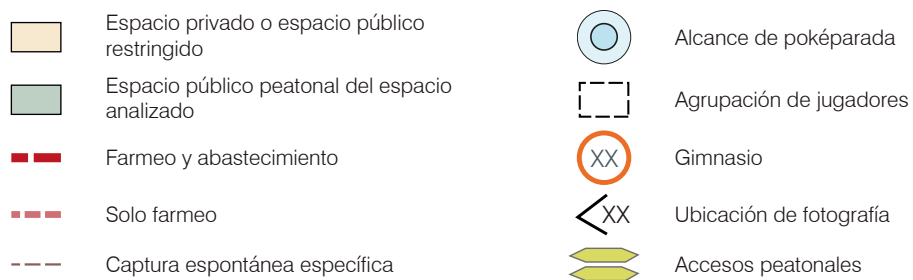 Espacio privado o espacio público
restringido
Espacio público peatonal del espacio
analizado
Farmeo y abastecimiento
Solo farmeo
Captura espontánea específica
Alcance de poképarada
Agrupación de jugadores
XX
Gimnasio
XX
Ubicación de fotografía
Accesos peatonales